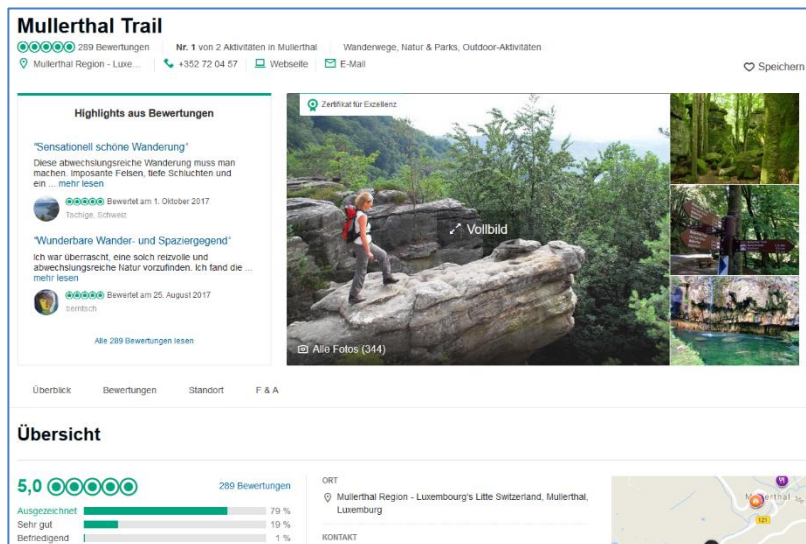 Mullerthal Trail
289 Bewertungen Nr. 1 von 2 Aktivitäten in Mullerthal Wanderwege, Natur & Parks, Outdoor-Aktivitäten
Mullerthal Region - Luxe... +352 72 04 57 Webseite E-Mail
Speichern
Highlights aus Bewertungen
"Sensationell schöne Wanderung"
Diese abwechslungsreiche Wanderung muss man
machen. Imposante Felsen, tiefe Schluchten und
ein ... mehr lesen
Bewertet am 1. Oktober 2017
Tschige, Schweiz
"Wunderbare Wander- und Spaziergegend"
Ich war überrascht, eine solch reizvolle und
abwechslungsreiche Natur vorzufinden. Ich fand die ...
mehr lesen
Bewertet am 25. August 2017
Alle 289 Bewertungen lesen
Zertifikat für Exzellenz
Vollbild
Alle Fotos (344)
Überblick Bewertungen Standort F & A
Übersicht
5,0 289 Bewertungen
Ausgezeichnet 79 %
Sehr gut 19 %
Befriedigend 1 %
ORT
Mullerthal Region - Luxembourg's Litte Switzerland, Mullerthal,
Luxemburg
KONTAKT
Mullerthal
121